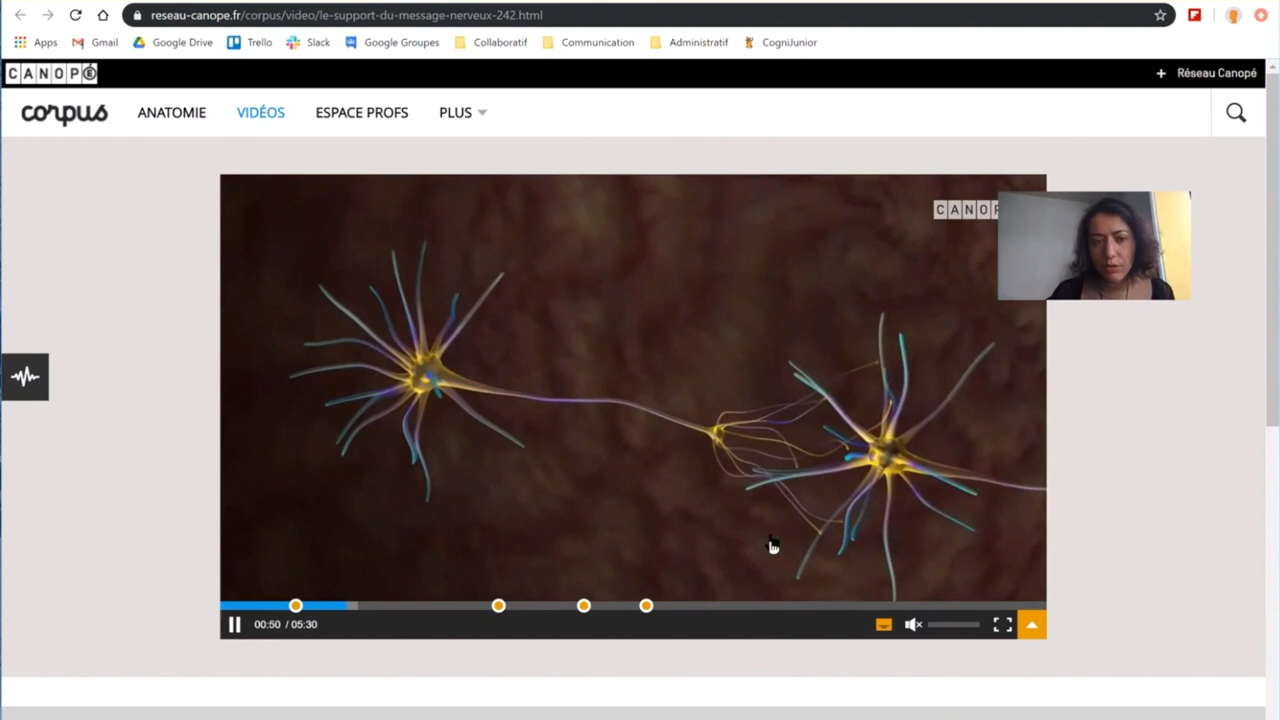 reseau-canope.fr/corpus/video/le-support-du-message-nerveux-242.html
Apps Gmail Google Drive Trello Slack Google Groupes Collaboratif Communication Administratif CogniJunior
CANOPÉ + Réseau Canopé
corpus ANATOMIE VIDÉOS ESPACE PROFS PLUS
CANOP
00:50 / 05:30